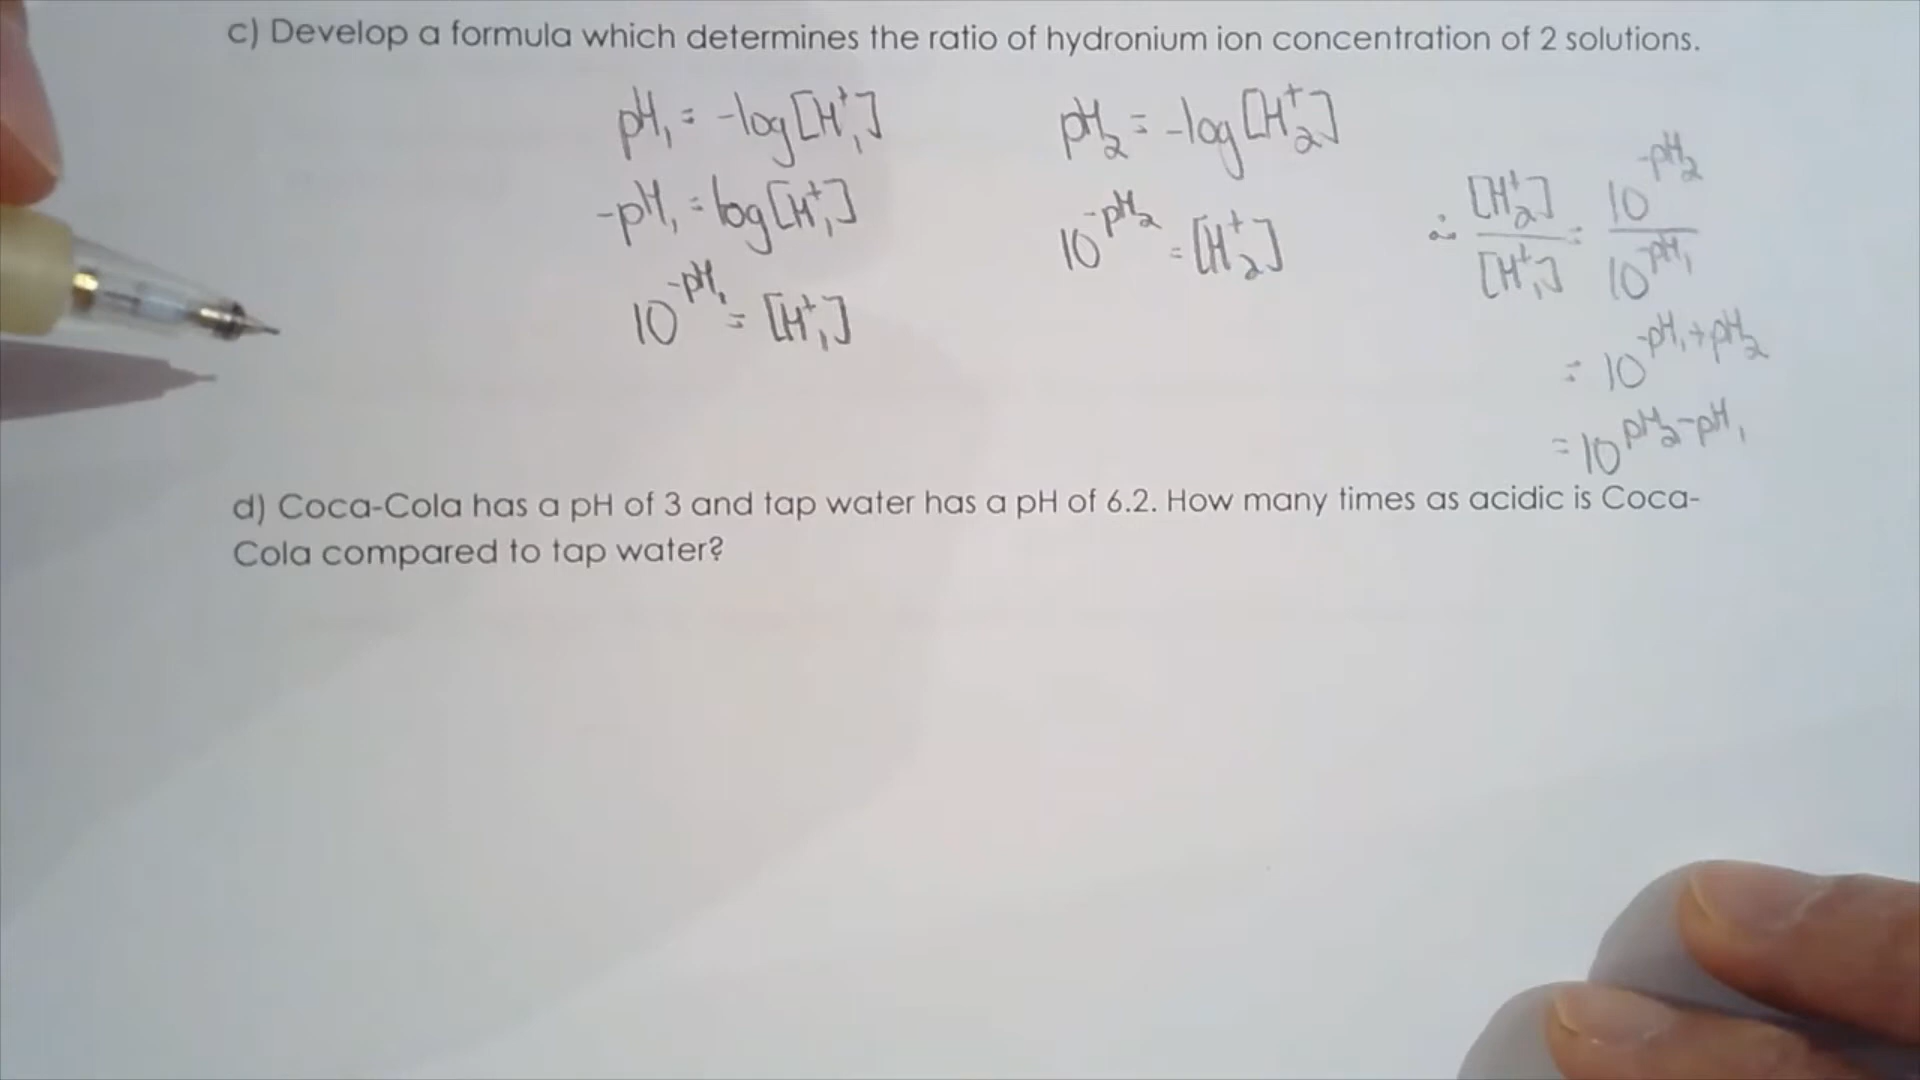 c) Develop a formula which determines the ratio of hydronium ion concentration of 2 solutions.
pH₁ = -log[H⁺₁]
-pH₁ = log[H⁺₁]
10^-pH₁ = [H⁺₁]
pH₂ = -log[H⁺₂]
10^-pH₂ = [H⁺₂]
∴ [H⁺₂]/[H⁺₁] = 10^-pH₂/10^-pH₁
= 10^-pH₁+pH₂
= 10^pH₂-pH₁
d) Coca-Cola has a pH of 3 and tap water has a pH of 6.2. How many times as acidic is Coca-
Cola compared to tap water?